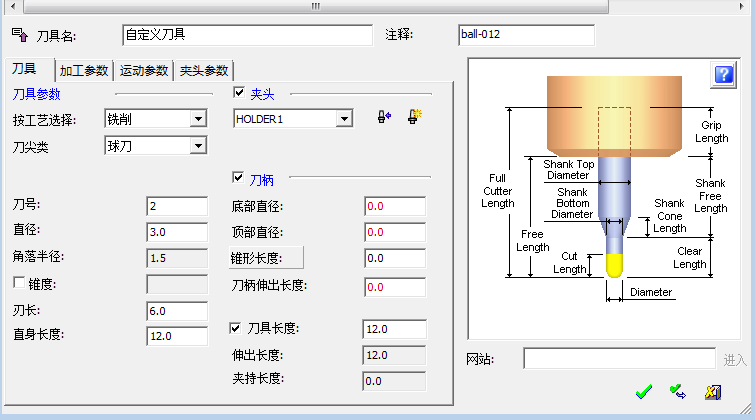 刀具名: 自定义刀具 注释: ball-012
刀具 加工参数 运动参数 夹头参数
刀具参数 夹头
按工艺选择: 铣削 HOLDER1
刀尖类 球刀
刀柄
刀号: 2 底部直径: 0.0
直径: 3.0 顶部直径: 0.0
角落半径: 1.5 锥形长度: 0.0
锥度: 刀柄伸出长度: 0.0
刃长: 6.0
直身长度: 12.0 刀具长度: 12.0
伸出长度: 12.0
夹持长度: 0.0
Grip
Length
Shank Top
Diameter
Full
Cutter
Length
Shank
Bottom
Diameter
Shank
Free
Length
Shank
Cone
Length
Free
Length
Cut
Length
Clear
Length
Diameter
网站: 进入